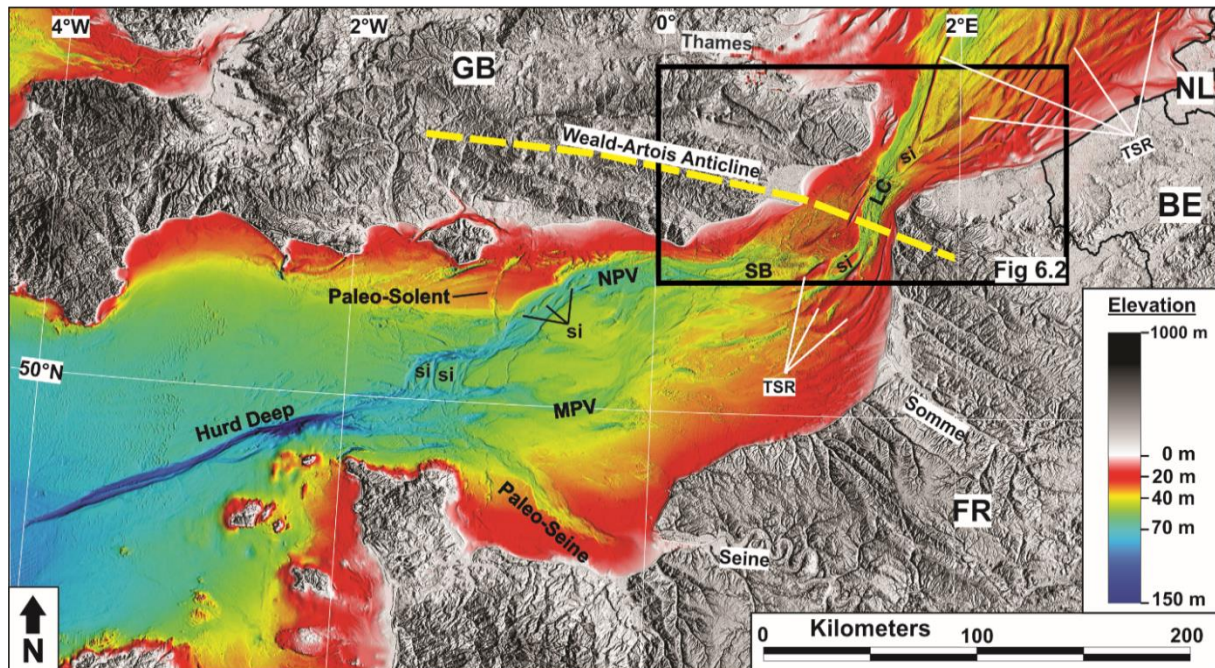 4°W
2°W
0°
2°E
Thames
GB
NL
Weald-Artois Anticline
TSR
si
LC
BE
Fig 6.2
SB
si
NPV
Paleo-Solent
si
TSR
Elevation
1000 m
0 m
20 m
40 m
70 m
150 m
50°N
si
si
MPV
Hurd Deep
Somme
FR
Paleo-Seine
Seine
N
Kilometers
0
100
200